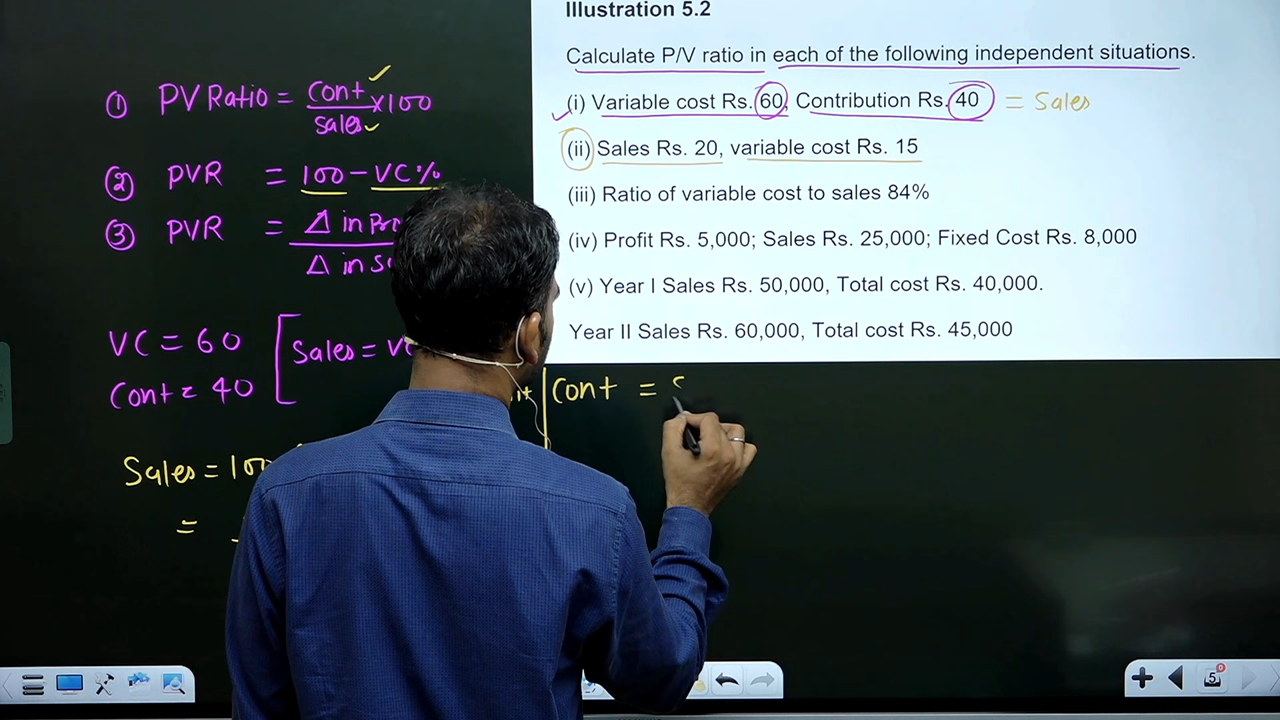 Illustration 5.2
Calculate P/V ratio in each of the following independent situations.
(i) Variable cost Rs. 60, Contribution Rs. 40 = Sales
(ii) Sales Rs. 20, variable cost Rs. 15
(iii) Ratio of variable cost to sales 84%
(iv) Profit Rs. 5,000; Sales Rs. 25,000; Fixed Cost Rs. 8,000
(v) Year I Sales Rs. 50,000, Total cost Rs. 40,000.
Year II Sales Rs. 60,000, Total cost Rs. 45,000
① PV Ratio = Cont / Sales × 100
② PVR = 100 - VC%
③ PVR = Δ in / Δ in
VC = 60
Cont = 40
[ Sales =
Sales = 100
=
Cont =
5